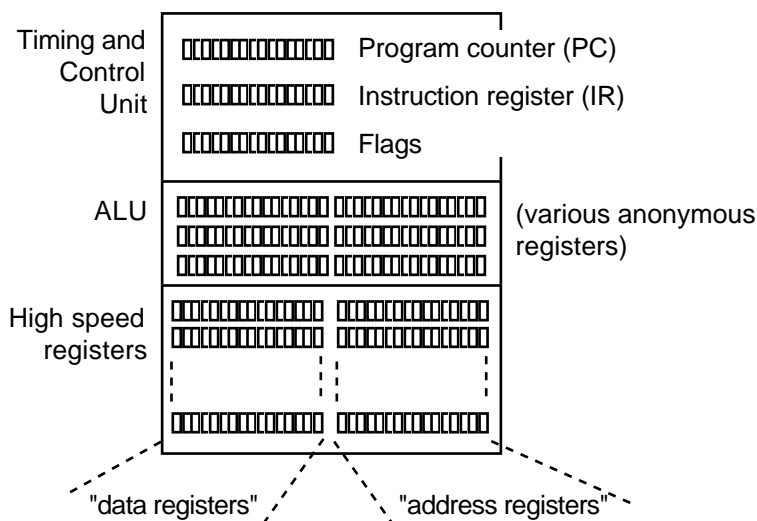 Timing and
Control
Unit
Program counter (PC)
Instruction register (IR)
Flags
ALU
(various anonymous
registers)
High speed
registers
"data registers"
"address registers"